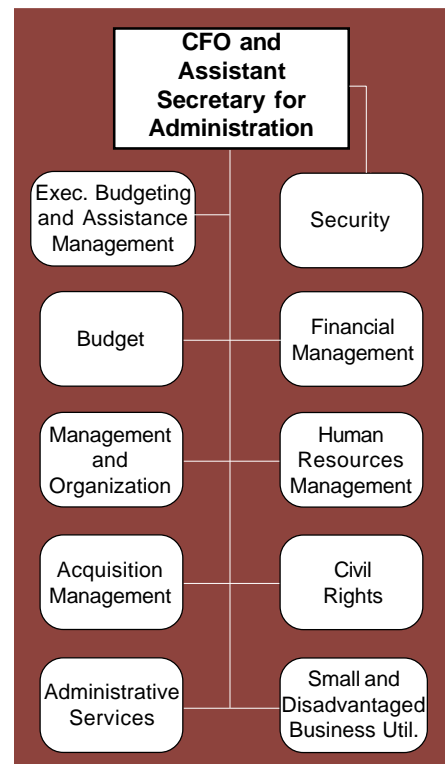 CFO and
Assistant
Secretary for
Administration
Exec. Budgeting
and Assistance
Management
Security
Budget
Financial
Management
Management
and
Organization
Human
Resources
Management
Acquisition
Management
Civil
Rights
Administrative
Services
Small and
Disadvantaged
Business Util.